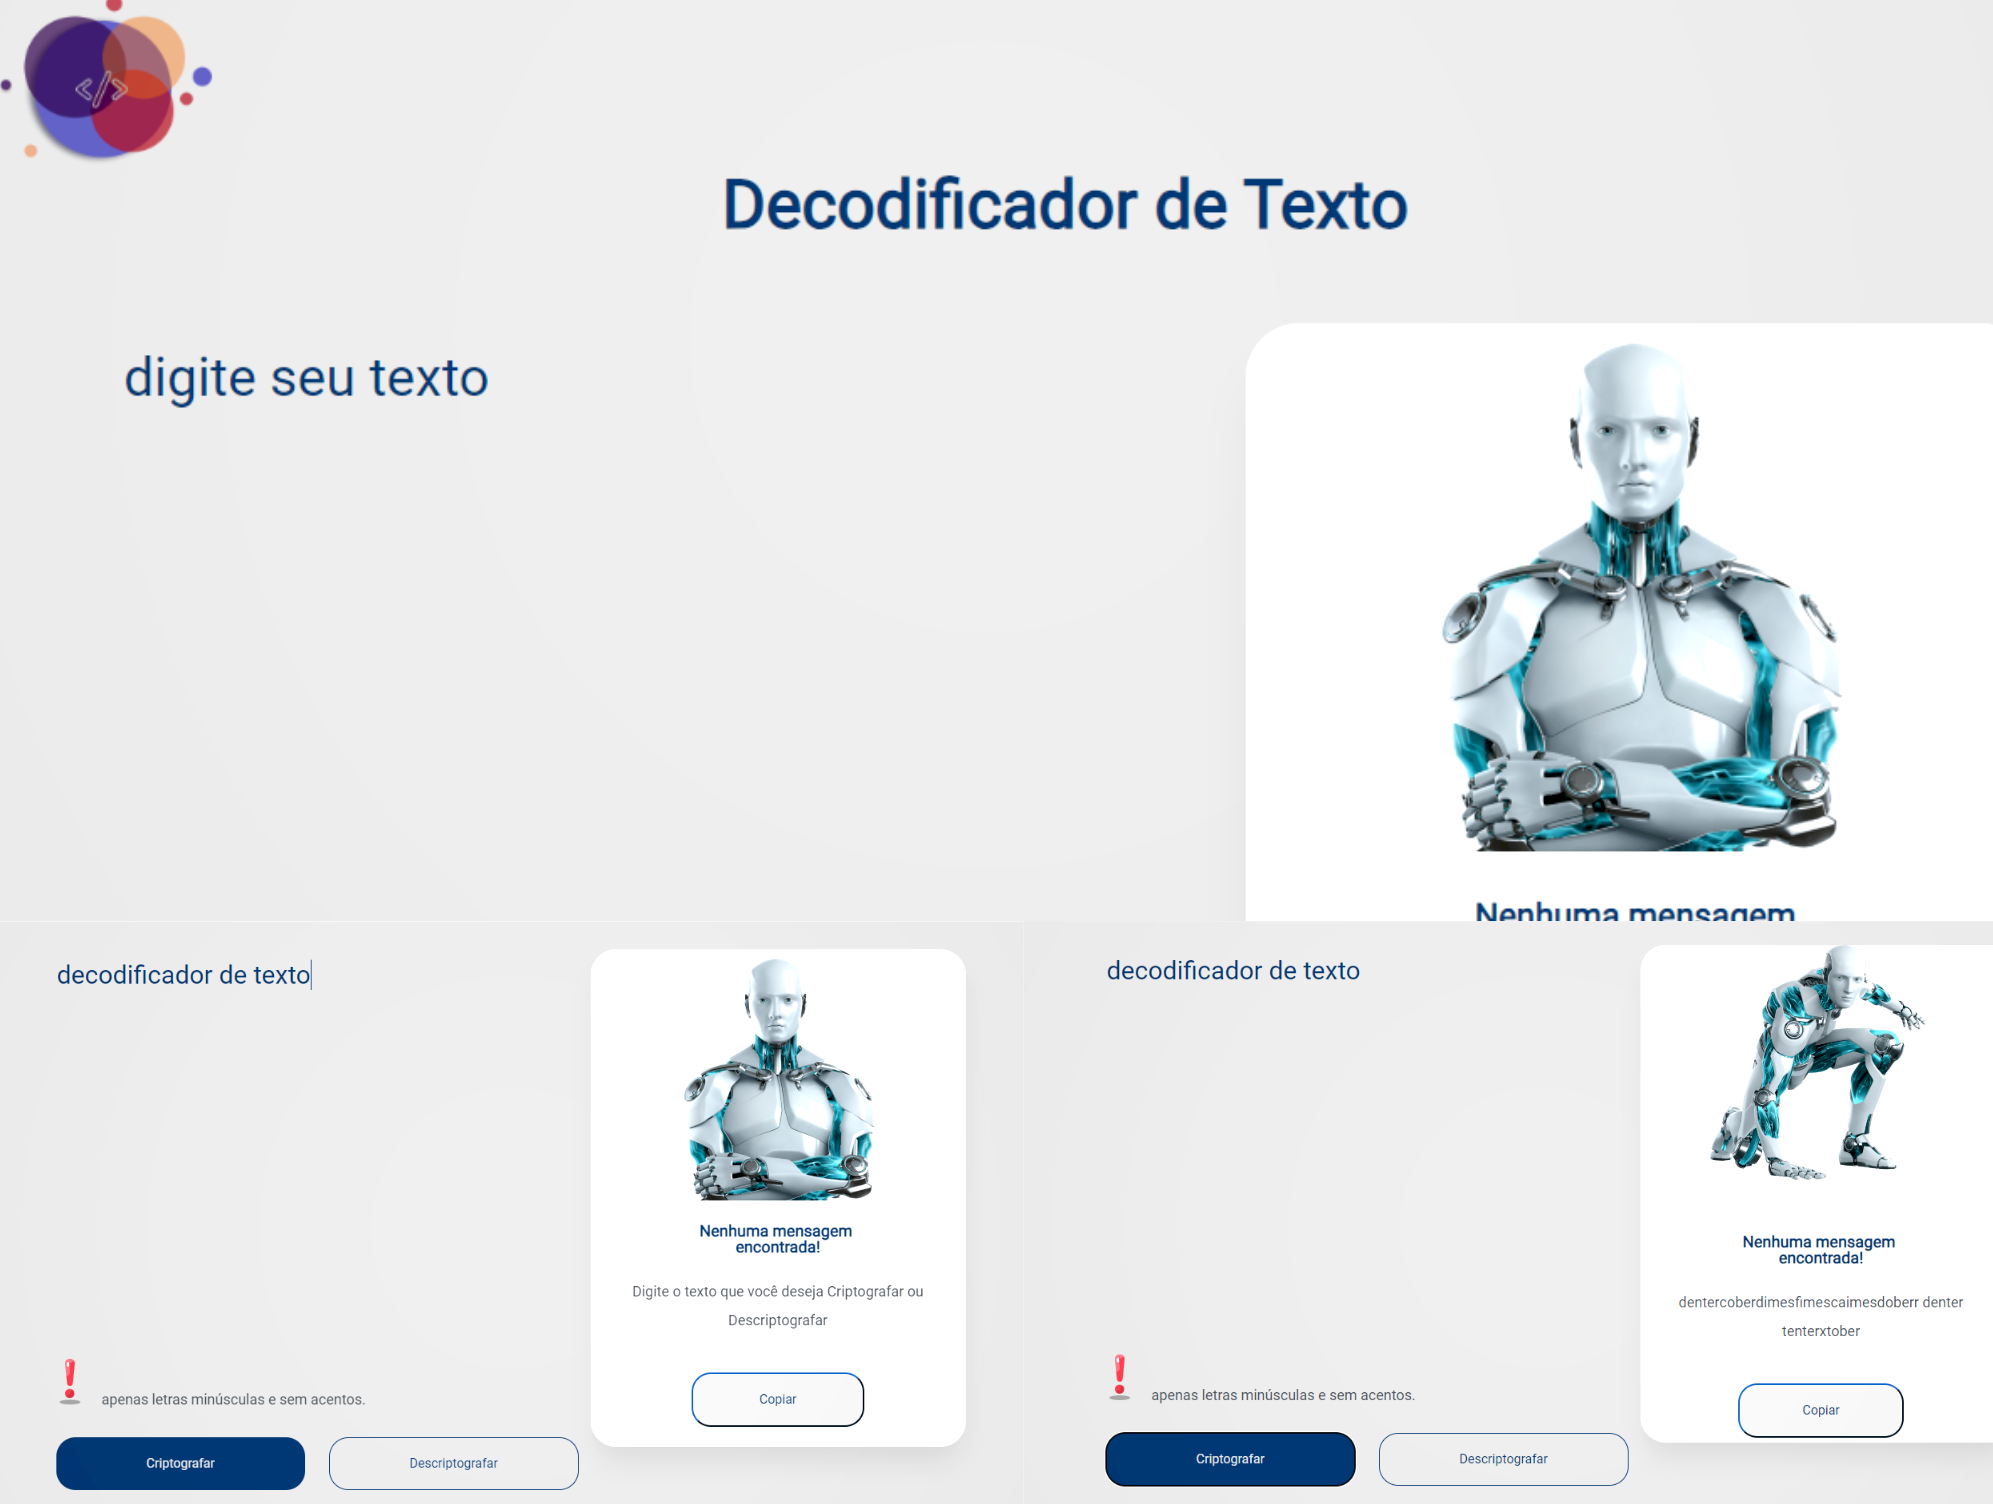 </>
Decodificador de Texto
digite seu texto
Nenhuma mensagem
decodificador de texto
Nenhuma mensagem
encontrada!
Digite o texto que você deseja Criptografar ou
Descriptografar
Copiar
apenas letras minúsculas e sem acentos.
Criptografar
Descriptografar
decodificador de texto
Nenhuma mensagem
encontrada!
dentercoberdimesfimescaimesdoberr denter
tenterxtober
Copiar
apenas letras minúsculas e sem acentos.
Criptografar
Descriptografar